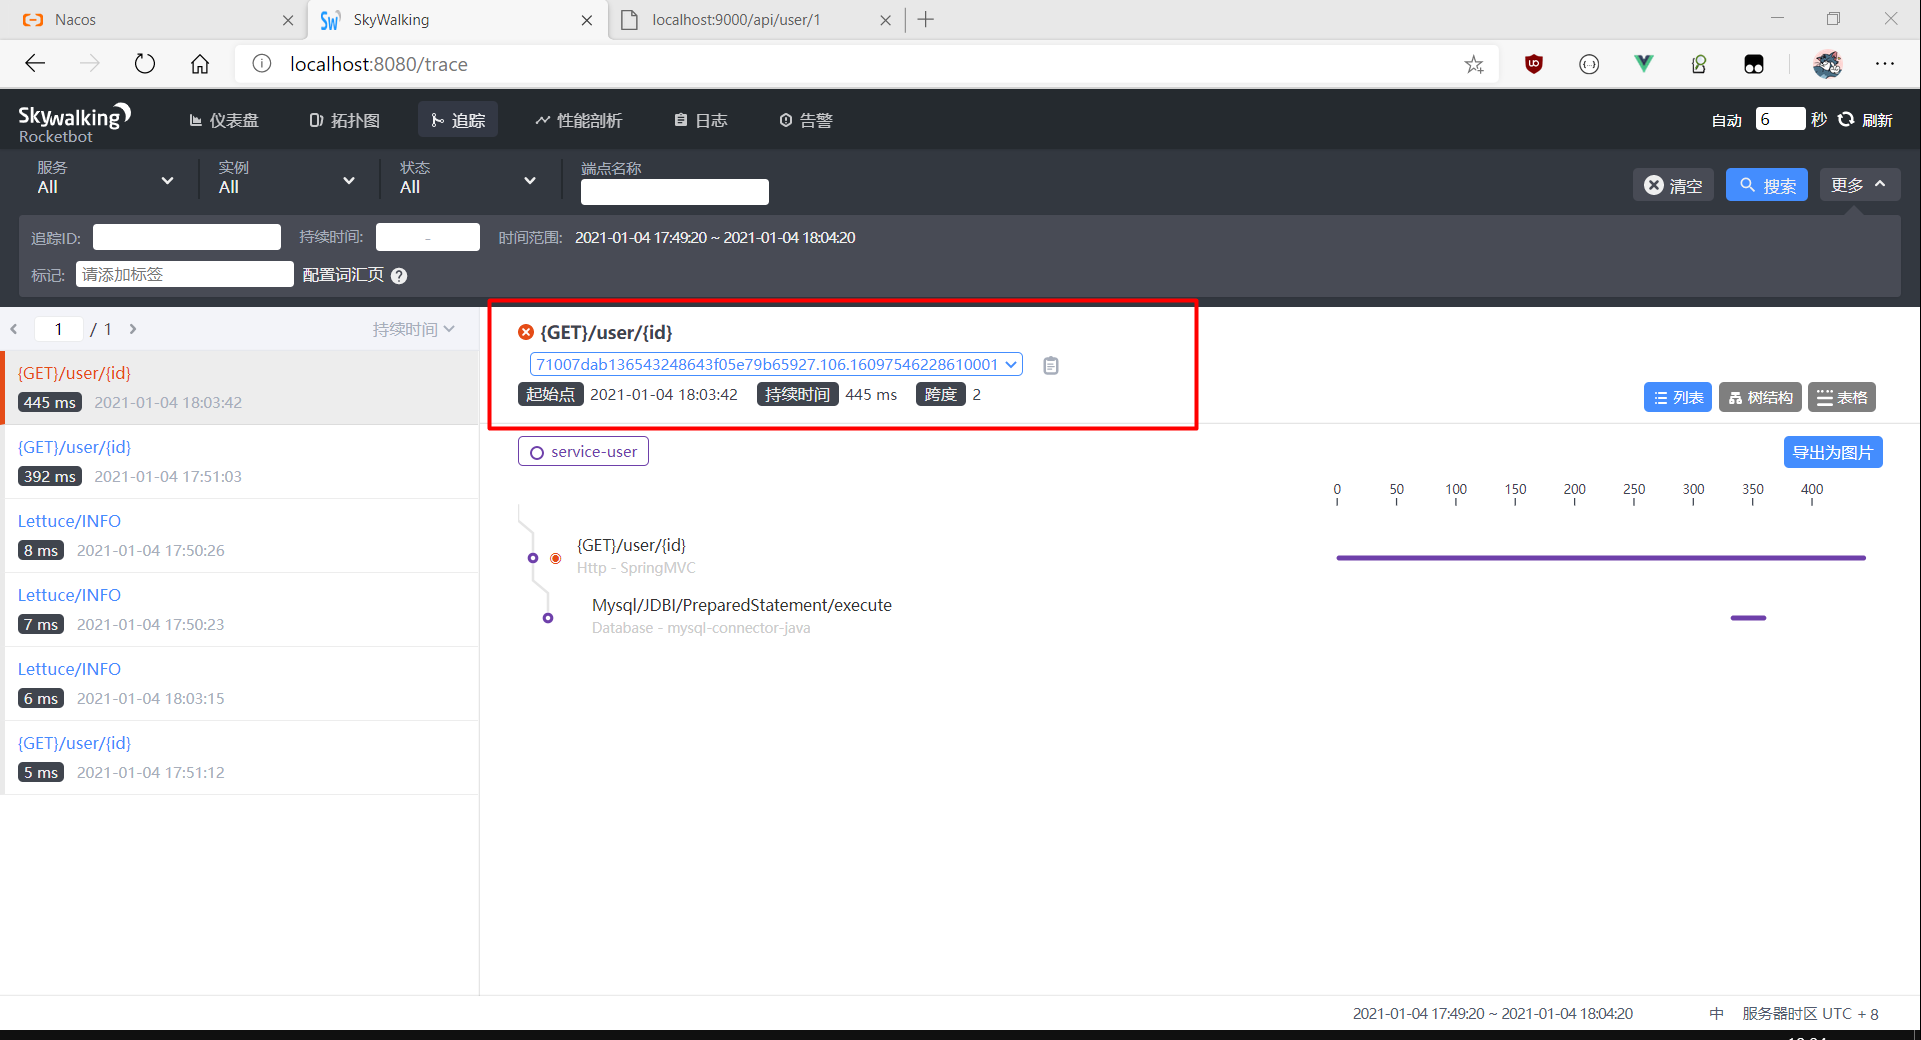 Nacos
SkyWalking
localhost:9000/api/user/1
localhost:8080/trace
Skywalking
Rocketbot
仪表盘
拓扑图
追踪
性能剖析
日志
告警
自动 6 秒 刷新
服务
All
实例
All
状态
All
端点名称
清空
搜索
更多
追踪ID:
持续时间: -
时间范围: 2021-01-04 17:49:20 ~ 2021-01-04 18:04:20
标记: 请添加标签 配置词汇页 ?
1 / 1 持续时间
{GET}/user/{id}
445 ms 2021-01-04 18:03:42
{GET}/user/{id}
392 ms 2021-01-04 17:51:03
Lettuce/INFO
8 ms 2021-01-04 17:50:26
Lettuce/INFO
7 ms 2021-01-04 17:50:23
Lettuce/INFO
6 ms 2021-01-04 18:03:15
{GET}/user/{id}
5 ms 2021-01-04 17:51:12
{GET}/user/{id}
71007dab136543248643f05e79b65927.106.16097546228610001
起始点 2021-01-04 18:03:42 持续时间 445 ms 跨度 2
列表 树结构 表格
service-user
导出为图片
0 50 100 150 200 250 300 350 400
{GET}/user/{id}
Http - SpringMVC
Mysql/JDBI/PreparedStatement/execute
Database - mysql-connector-java
2021-01-04 17:49:20 ~ 2021-01-04 18:04:20 中 服务器时区 UTC + 8